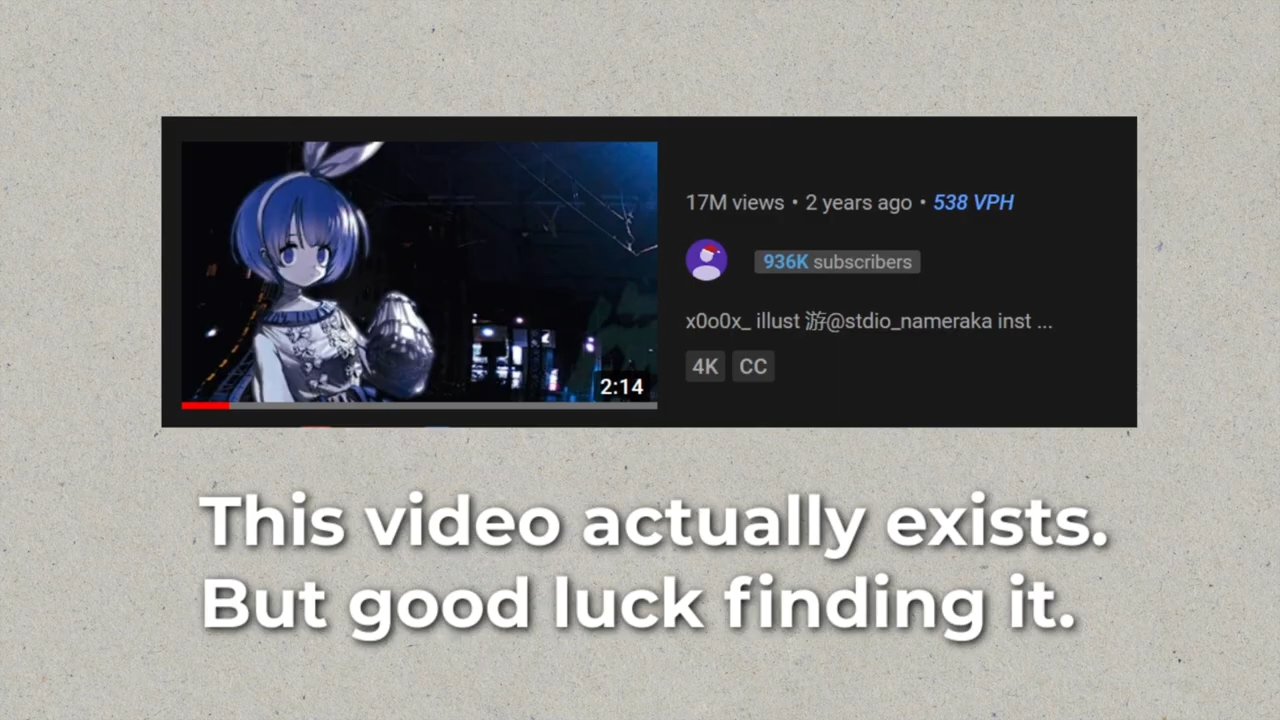 17M views • 2 years ago • 538 VPH
936K subscribers
x0o0x_ illust 游@stdio_nameraka inst ...
4K CC
2:14
This video actually exists.
But good luck finding it.